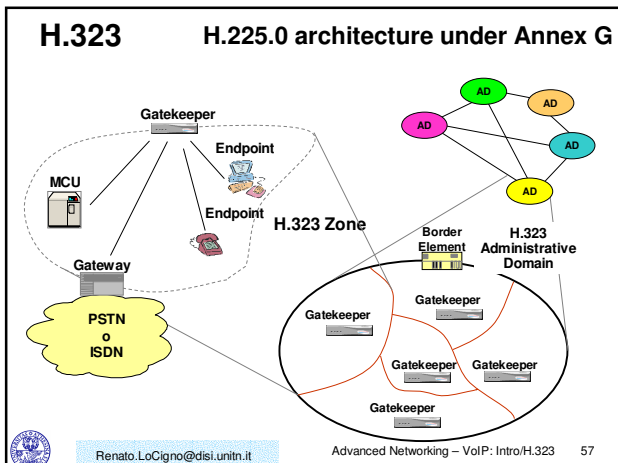 H.323
H.225.0 architecture under Annex G
Gatekeeper
Endpoint
MCU
Endpoint
H.323 Zone
Gateway
PSTN
o
ISDN
AD
AD
AD
AD
AD
Border
Element
H.323
Administrative
Domain
Gatekeeper
Gatekeeper
Gatekeeper
Gatekeeper
Gatekeeper
Renato.LoCigno@disi.unitn.it
Advanced Networking – VoIP: Intro/H.323 57